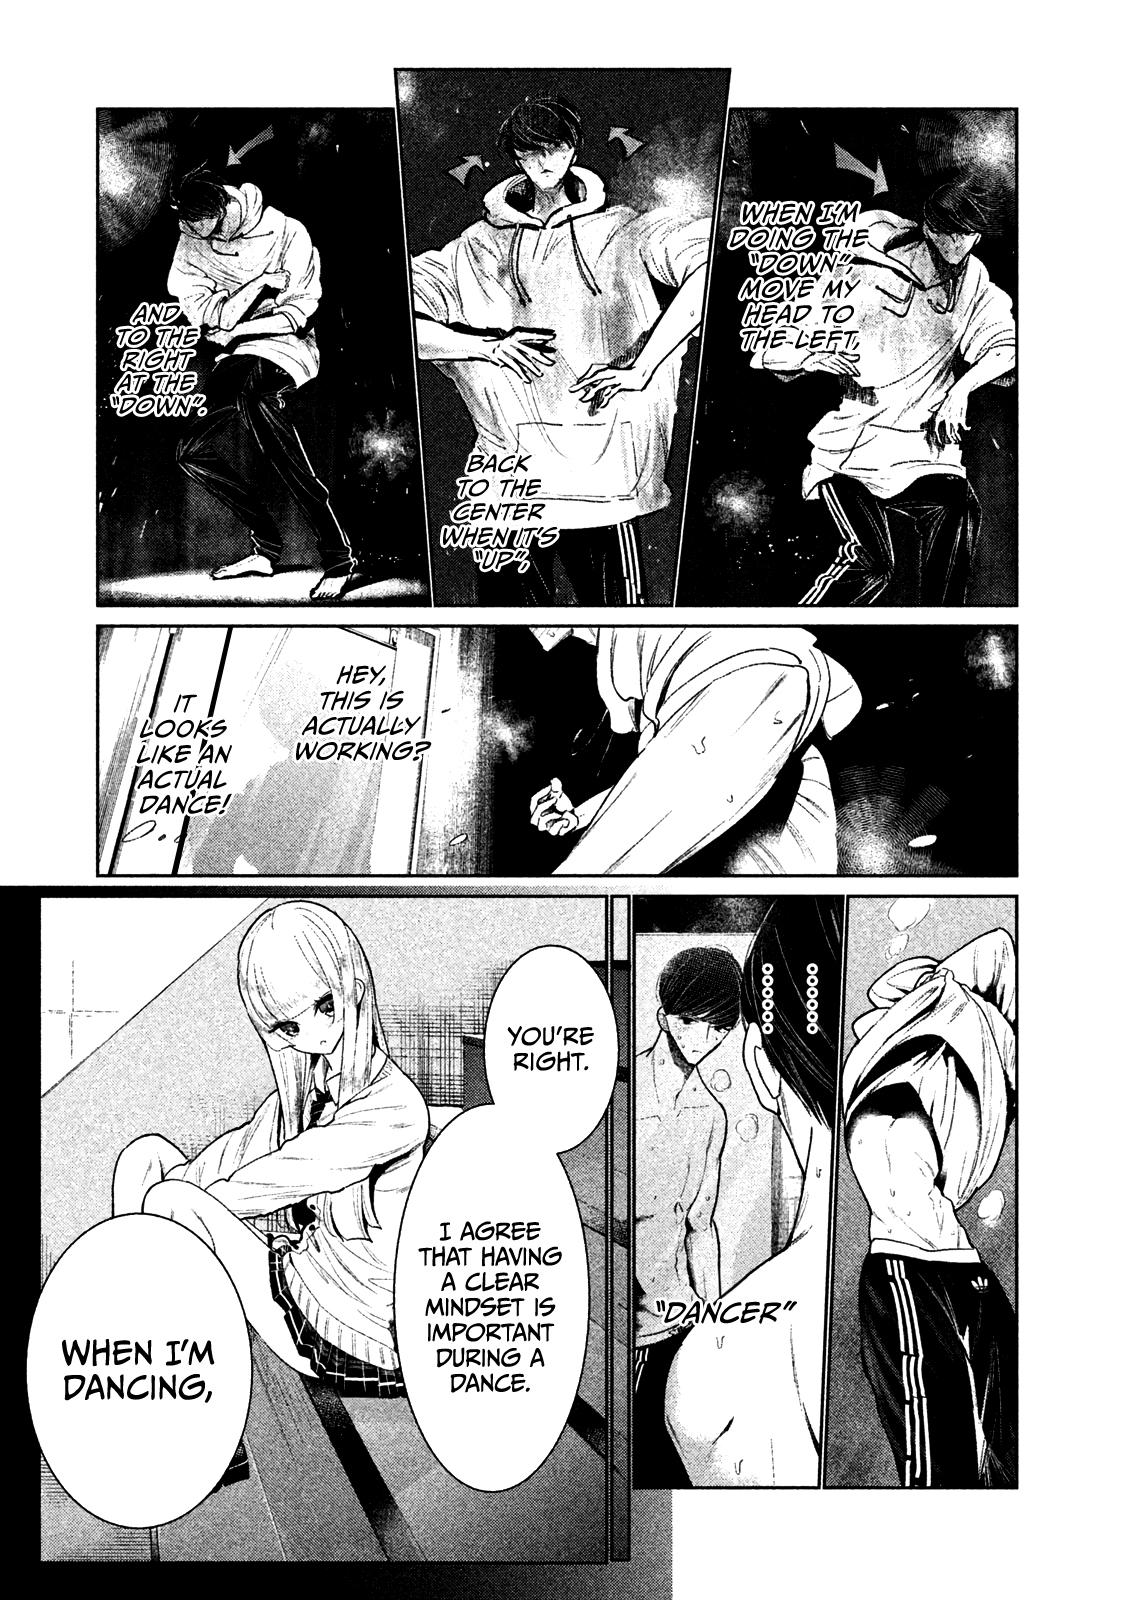 WHEN I'M
DOING THE
"DOWN",
MOVE MY
HEAD TO
THE LEFT,
BACK
TO THE
CENTER
WHEN IT'S
"UP",
AND
TO THE
RIGHT
AT THE
"DOWN".
HEY,
THIS IS
ACTUALLY
WORKING?
IT
LOOKS
LIKE AN
ACTUAL
DANCE!
"DANCER"
YOU'RE
RIGHT.
I AGREE
THAT HAVING
A CLEAR
MINDSET IS
IMPORTANT
DURING A
DANCE.
WHEN I'M
DANCING,